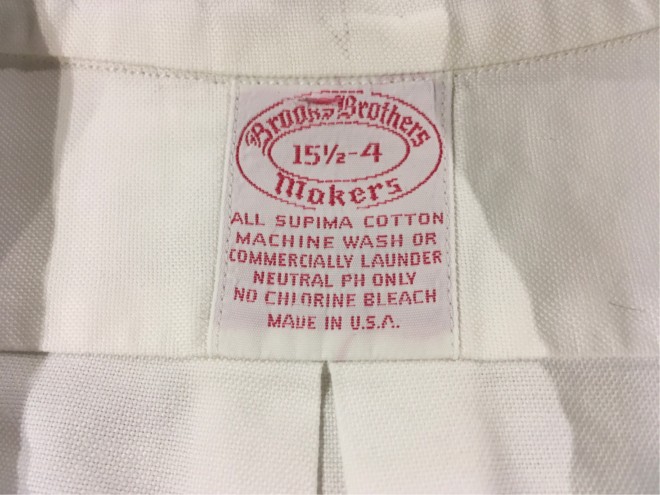 Brooks Brothers
15½-4
Makers
ALL SUPIMA COTTON
MACHINE WASH OR
COMMERCIALLY LAUNDER
NEUTRAL PH ONLY
NO CHLORINE BLEACH
MADE IN U.S.A.